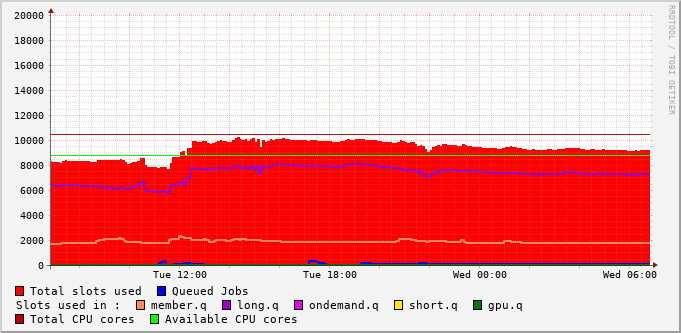 20000
18000
16000
14000
12000
10000
8000
6000
4000
2000
0
Tue 12:00 Tue 18:00 Wed 00:00 Wed 06:00
RRDTOOL / TOBI OETIKER
Total slots used Queued Jobs
Slots used in : member.q long.q ondemand.q short.q gpu.q
Total CPU cores Available CPU cores